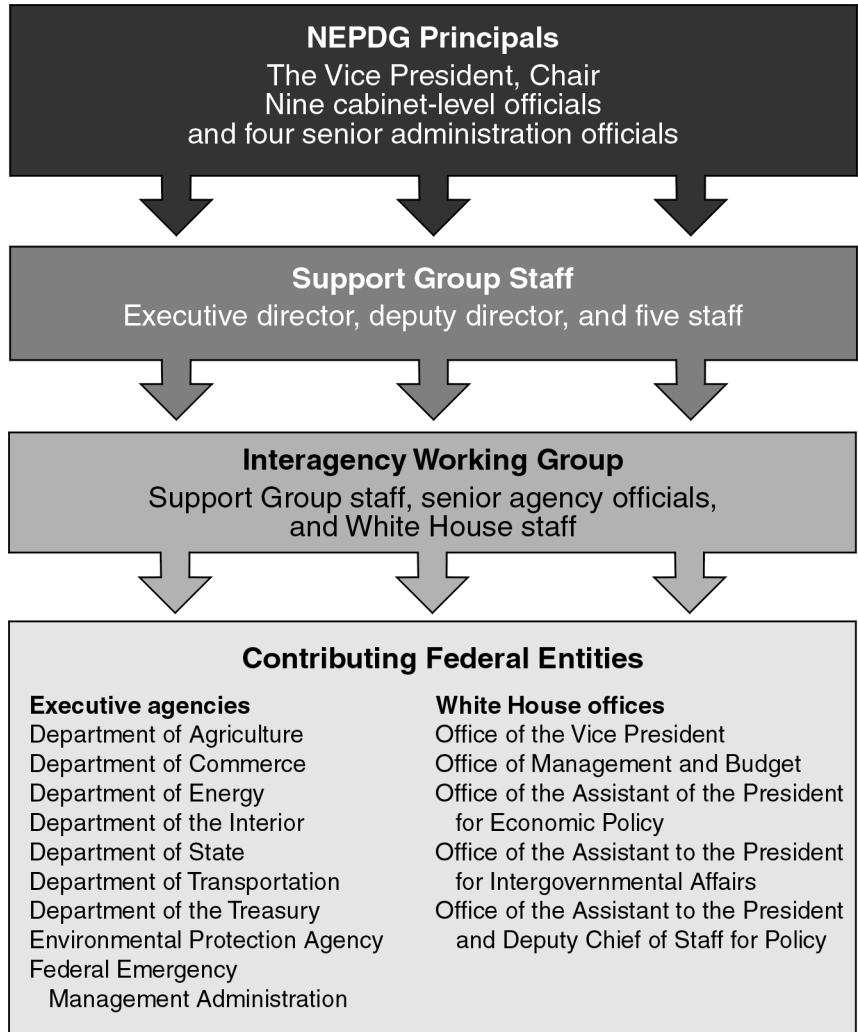 NEPDG Principals
The Vice President, Chair
Nine cabinet-level officials
and four senior administration officials
Support Group Staff
Executive director, deputy director, and five staff
Interagency Working Group
Support Group staff, senior agency officials,
and White House staff
Contributing Federal Entities
Executive agencies
Department of Agriculture
Department of Commerce
Department of Energy
Department of the Interior
Department of State
Department of Transportation
Department of the Treasury
Environmental Protection Agency
Federal Emergency
Management Administration
White House offices
Office of the Vice President
Office of Management and Budget
Office of the Assistant of the President
for Economic Policy
Office of the Assistant to the President
for Intergovernmental Affairs
Office of the Assistant to the President
and Deputy Chief of Staff for Policy